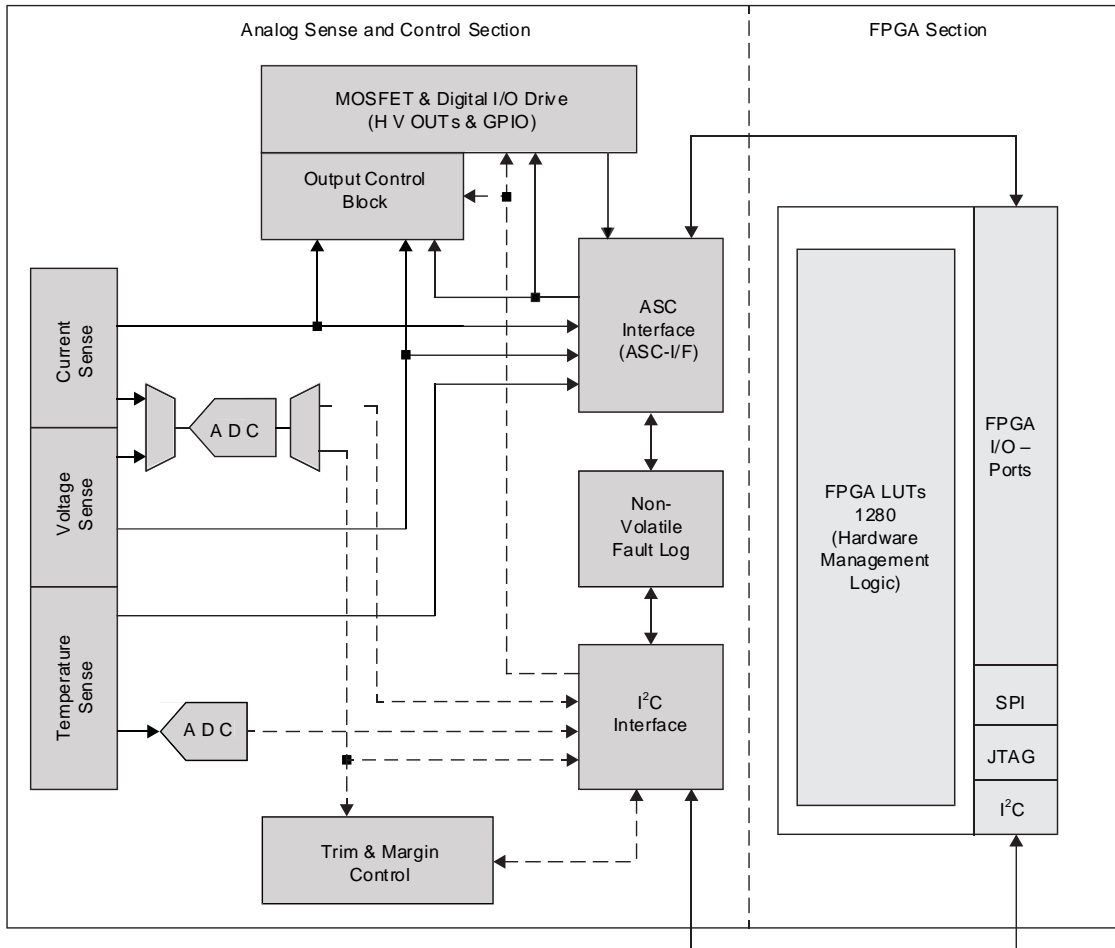 Analog Sense and Control Section
FPGA Section
MOSFET & Digital I/O Drive
(H V OUTs & GPIO)
Output Control
Block
ASC
Interface
(ASC-I/F)
Current
Sense
Voltage
Sense
Temperature
Sense
A D C
A D C
Non-
Volatile
Fault Log
I²C
Interface
Trim & Margin
Control
FPGA LUTs
1280
(Hardware
Management
Logic)
FPGA
I/O –
Ports
SPI
JTAG
I²C